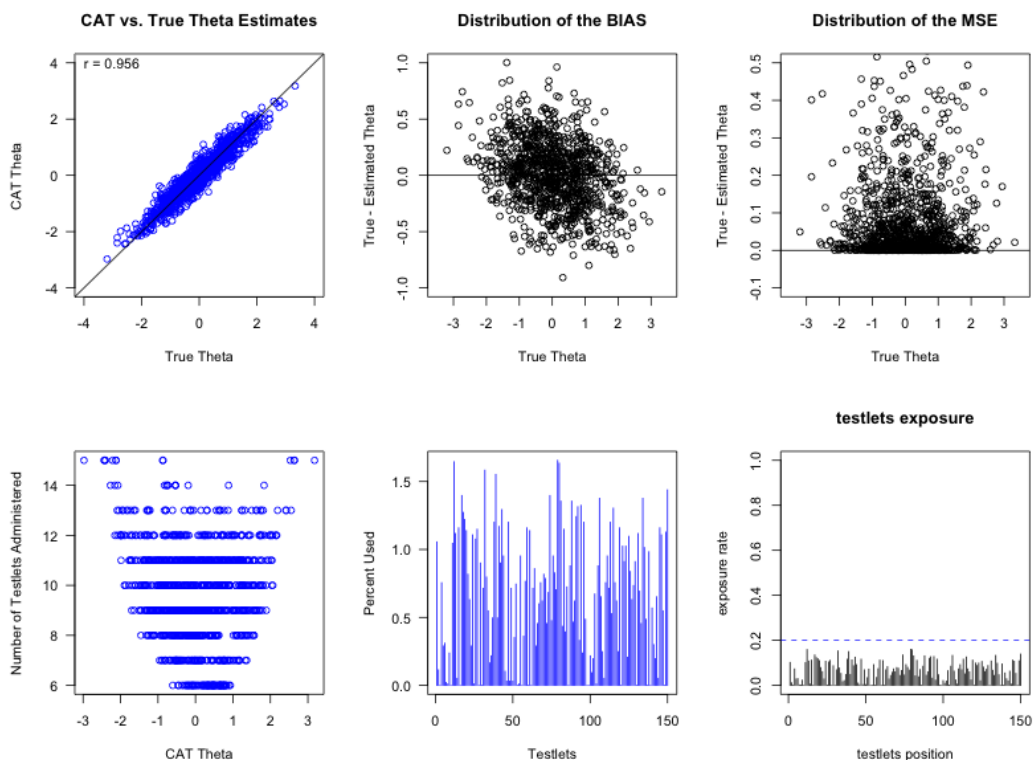 CAT vs. True Theta Estimates
r = 0.956
4
2
0
-2
-4
CAT Theta
-4 -2 0 2 4
True Theta
Distribution of the BIAS
1.0
0.5
0.0
-0.5
-1.0
True - Estimated Theta
-3 -2 -1 0 1 2 3
True Theta
Distribution of the MSE
0.5
0.4
0.3
0.2
0.1
0.0
-0.1
True - Estimated Theta
-3 -2 -1 0 1 2 3
True Theta
14
12
10
8
6
Number of Testlets Administered
-3 -2 -1 0 1 2 3
CAT Theta
1.5
1.0
0.5
0.0
Percent Used
0 50 100 150
Testlets
testlets exposure
1.0
0.8
0.6
0.4
0.2
0.0
exposure rate
0 50 100 150
testlets position